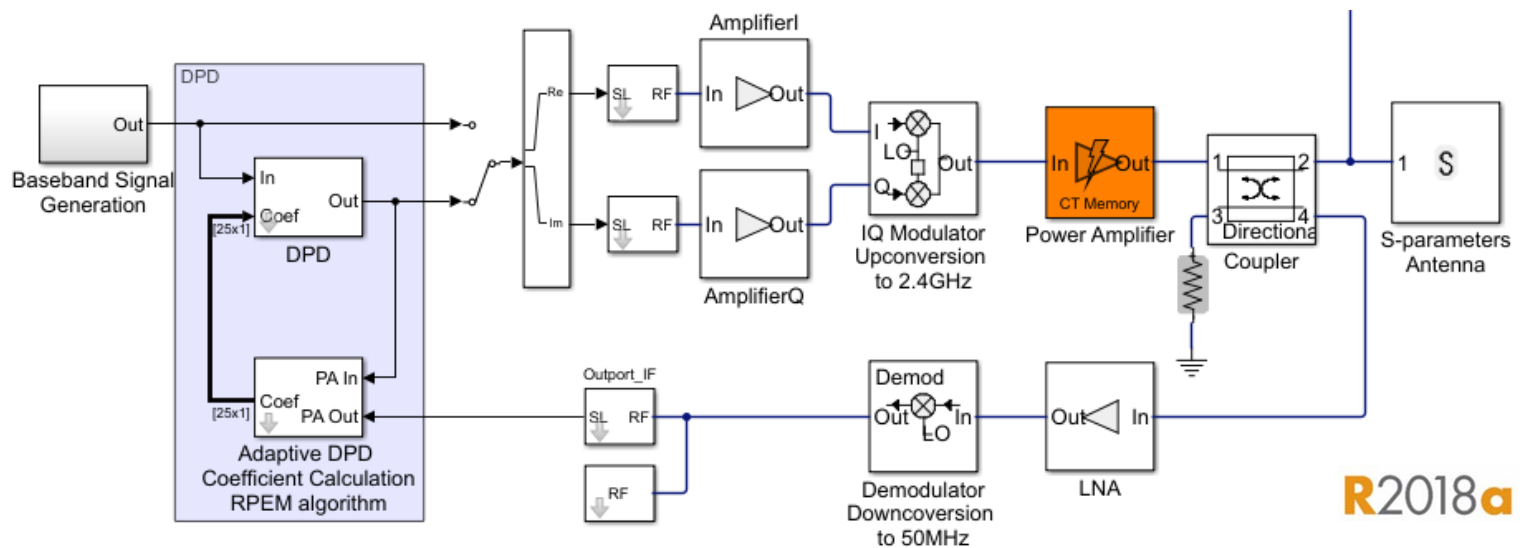 DPD
Out
Baseband Signal
Generation
In
Coef
Out
[25x1]
DPD
PA In
Coef
PA Out
[25x1]
Adaptive DPD
Coefficient Calculation
RPEM algorithm
Re
Im
SL RF
SL RF
AmplifierI
In Out
In Out
AmplifierQ
I
LO
Q
Out
IQ Modulator
Upconversion
to 2.4GHz
In Out
CT Memory
Power Amplifier
1 2
3 4
Directiona
Coupler
1 S
S-parameters
Antenna
Outport_IF
SL RF
RF
Demod
Out In
LO
Demodulator
Downcoversion
to 50MHz
Out In
LNA
R2018a